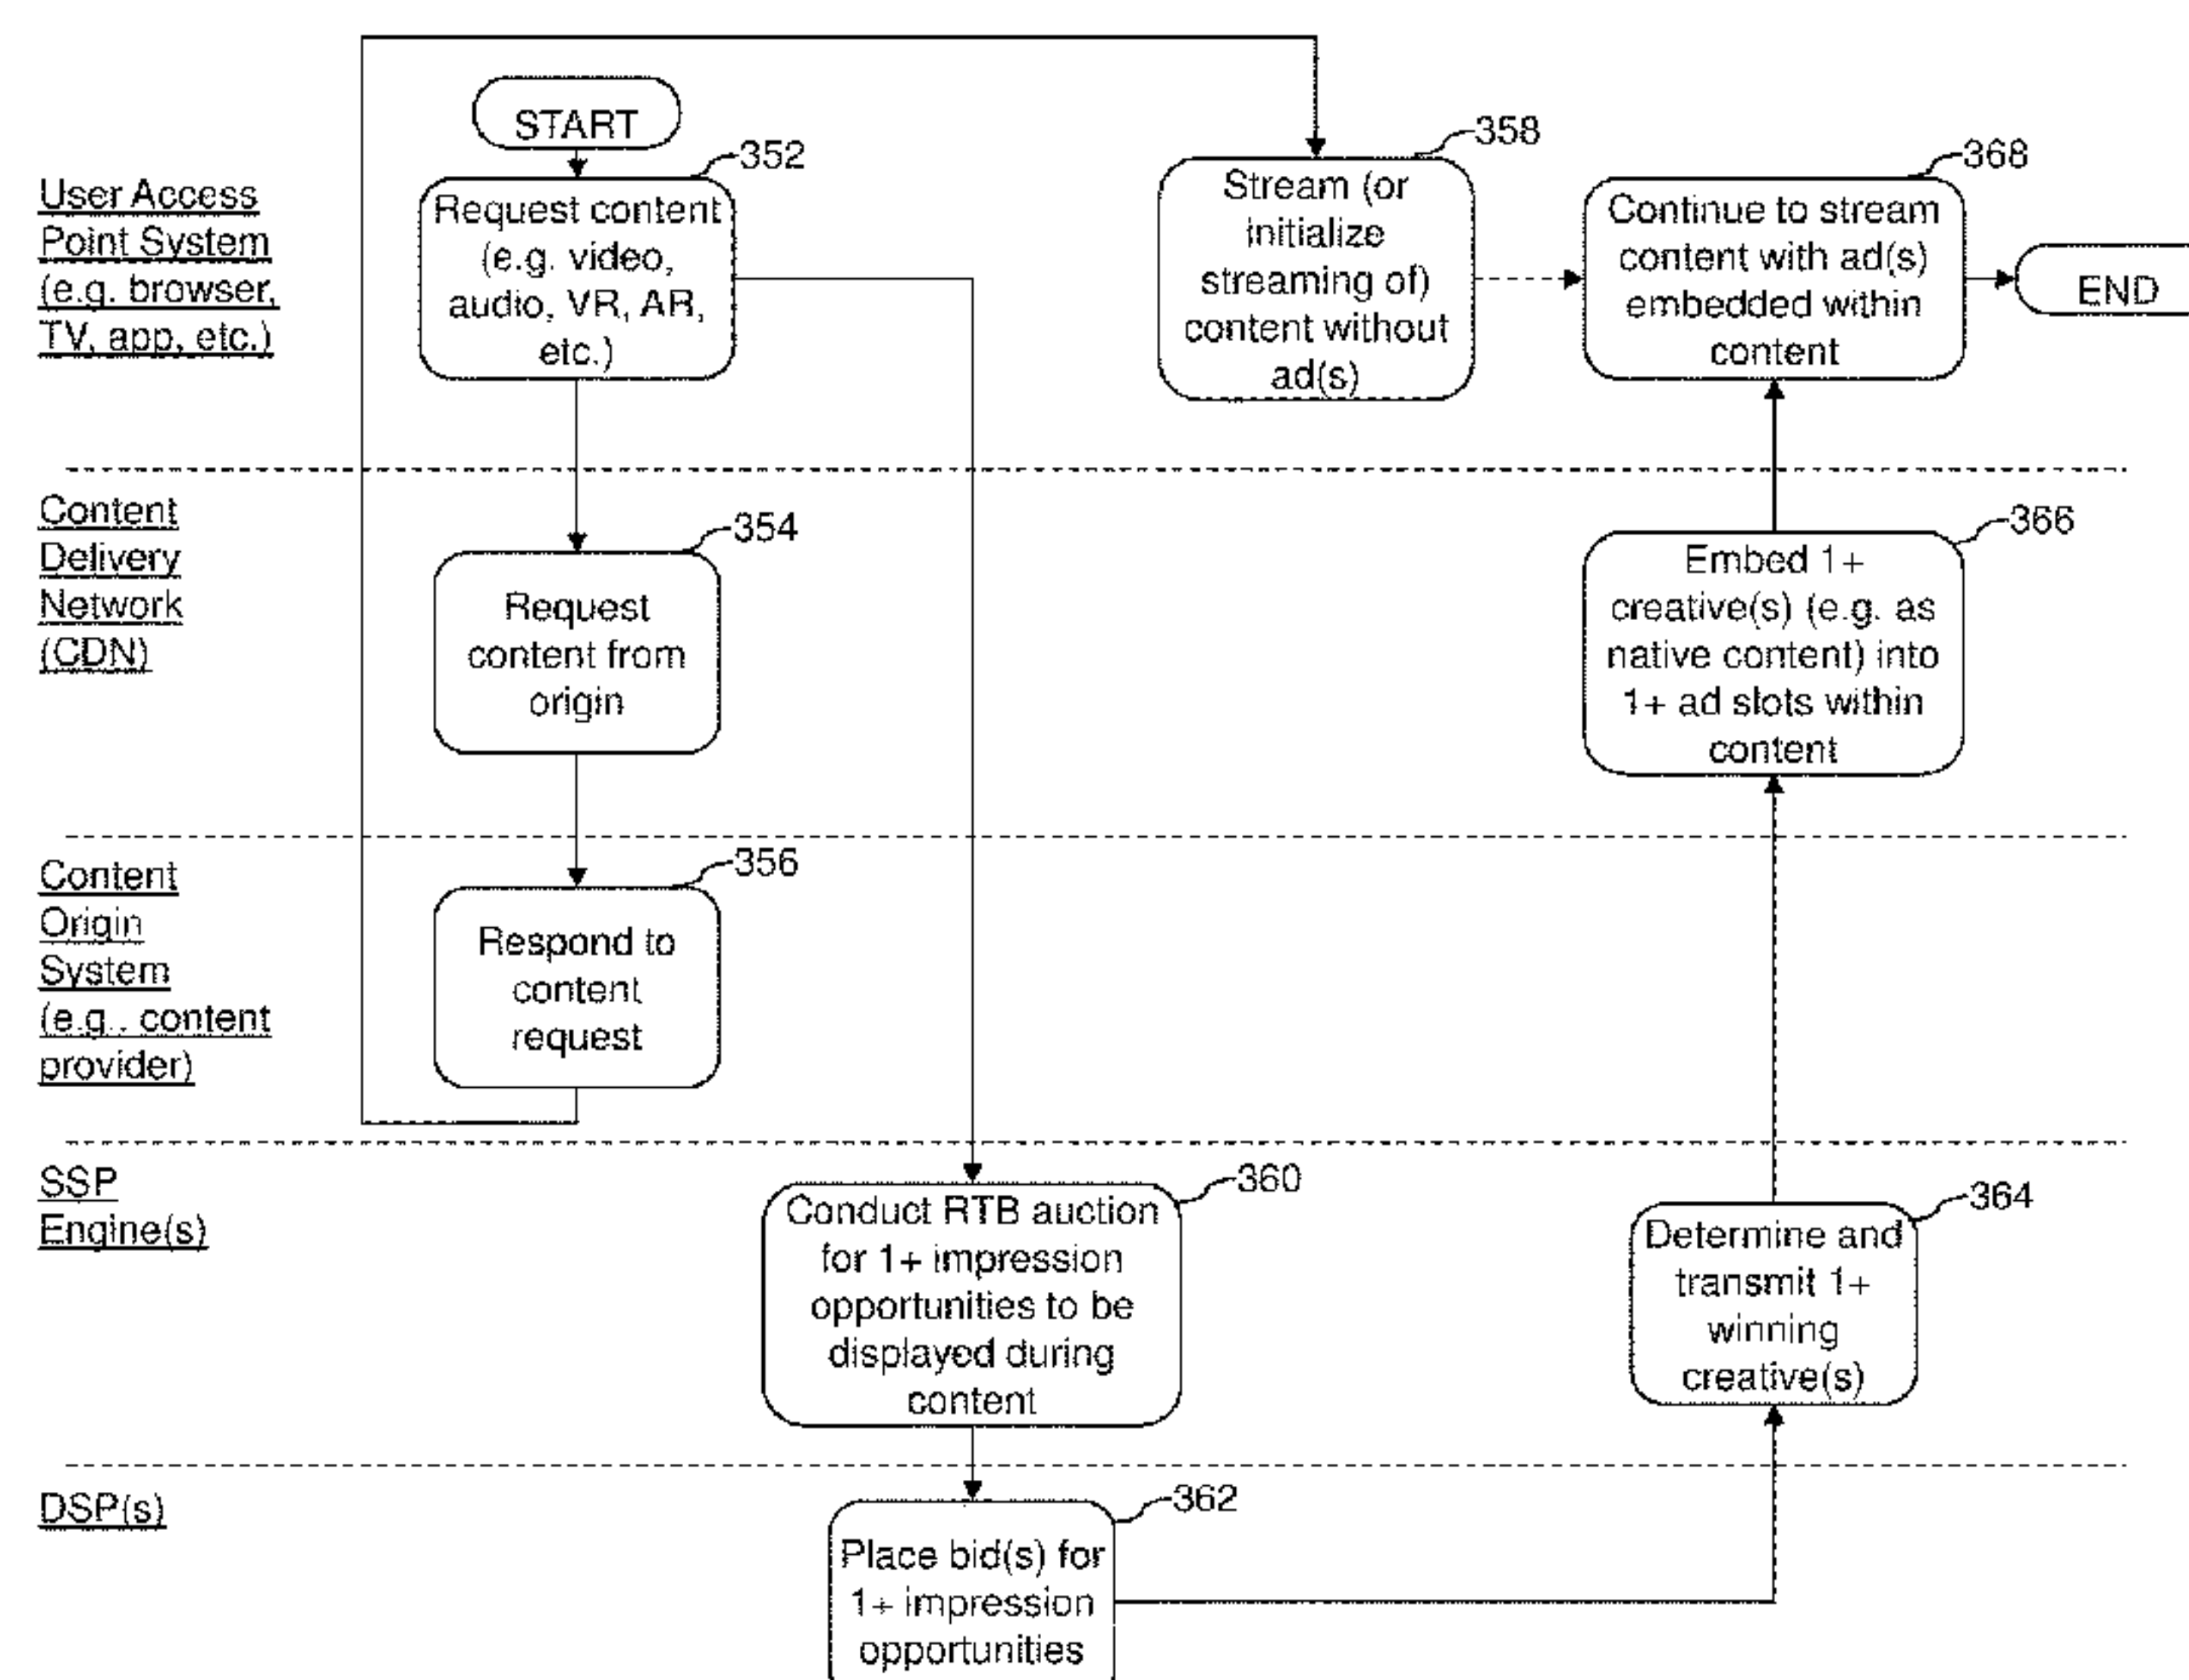 START
352
User Access
Point System
(e.g. browser,
TV, app, etc.)
Request content
(e.g. video,
audio, VR, AR,
etc.)
358
Stream (or
initialize
streaming of)
content without
ad(s)
368
Continue to stream
content with ad(s)
embedded within
content
END
Content
Delivery
Network
(CDN)
354
Request
content from
origin
366
Embed 1+
creative(s) (e.g. as
native content) into
1+ ad slots within
content
Content
Origin
System
(e.g., content
provider)
356
Respond to
content
request
SSP
Engine(s)
360
Conduct RTB auction
for 1+ impression
opportunities to be
displayed during
content
364
Determine and
transmit 1+
winning
creative(s)
DSP(s)
362
Place bid(s) for
1+ impression
opportunities